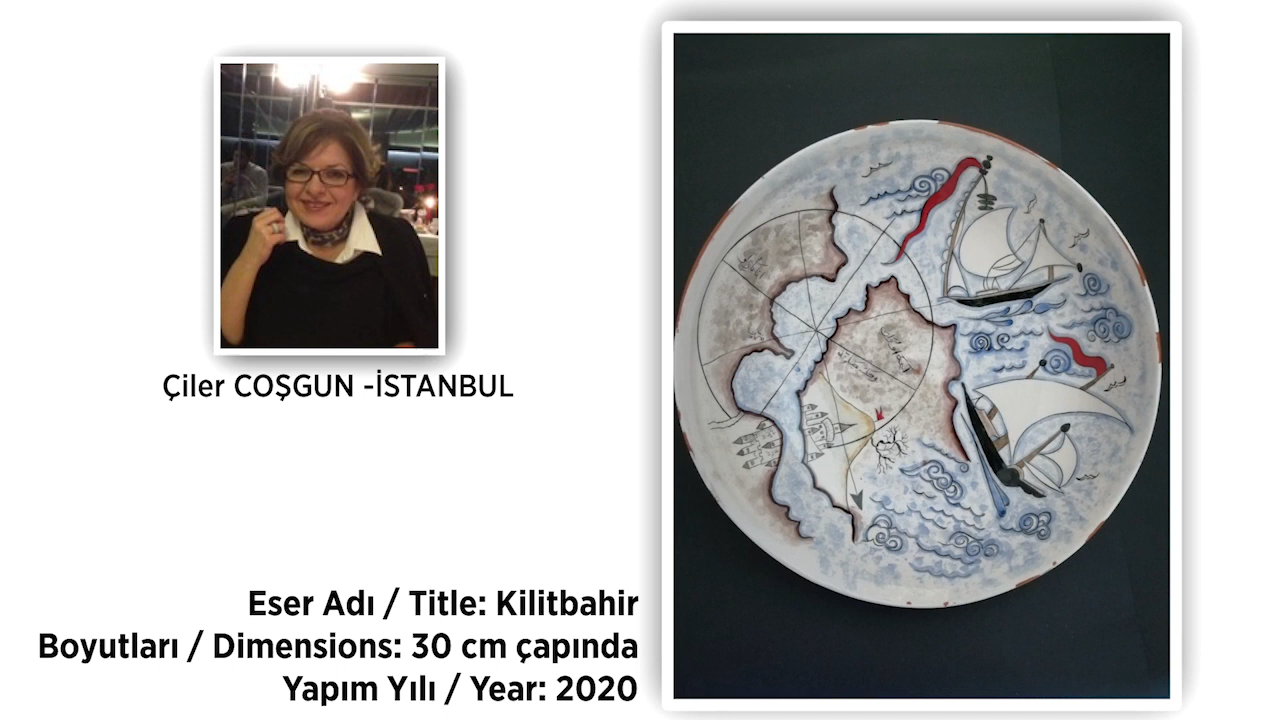 Çiler COŞGUN -İSTANBUL
Eser Adı / Title: Kilitbahir
Boyutları / Dimensions: 30 cm çapında
Yapım Yılı / Year: 2020